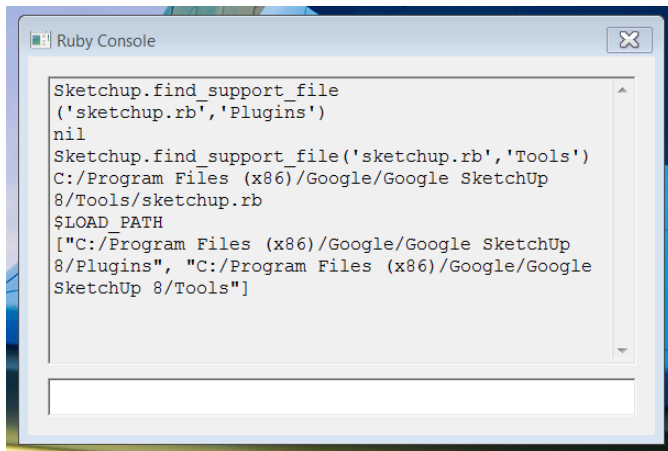 Ruby Console
Sketchup.find_support_file
('sketchup.rb','Plugins')
nil
Sketchup.find_support_file('sketchup.rb','Tools')
C:/Program Files (x86)/Google/Google SketchUp
8/Tools/sketchup.rb
$LOAD_PATH
["C:/Program Files (x86)/Google/Google SketchUp
8/Plugins", "C:/Program Files (x86)/Google/Google
SketchUp 8/Tools"]